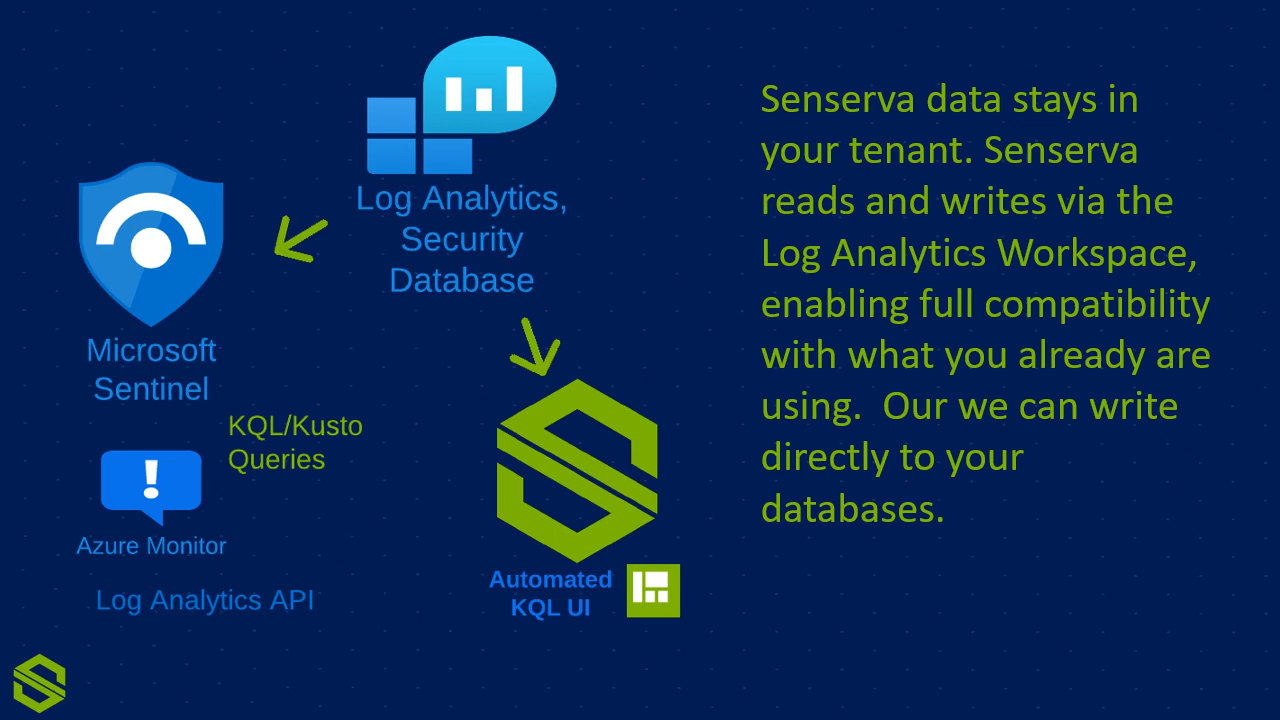 Log Analytics,
Security
Database
Microsoft
Sentinel
KQL/Kusto
Queries
Azure Monitor
Log Analytics API
Automated
KQL UI
Senserva data stays in
your tenant. Senserva
reads and writes via the
Log Analytics Workspace,
enabling full compatibility
with what you already are
using.  Our we can write
directly to your
databases.